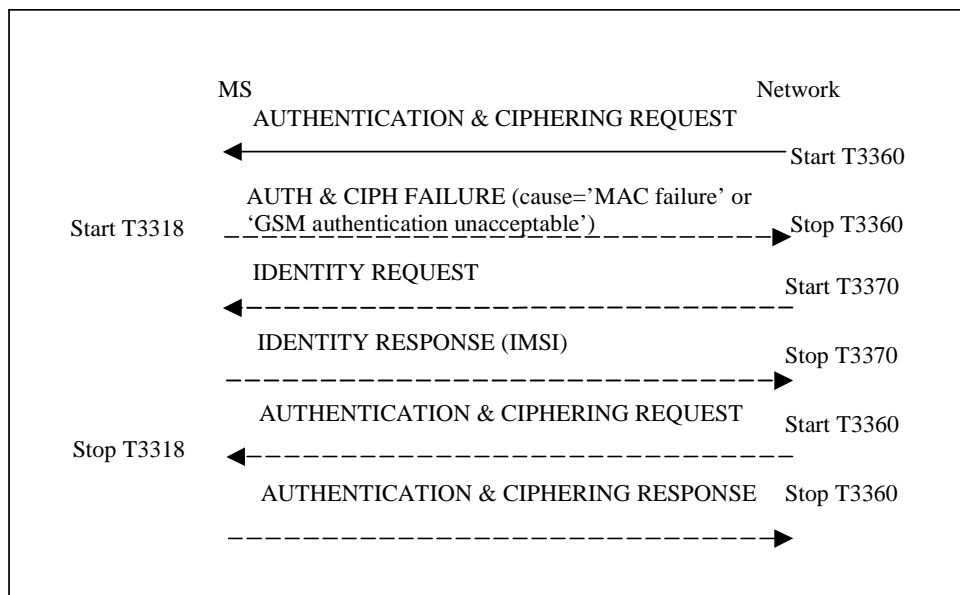 MS Network
AUTHENTICATION & CIPHERING REQUEST
Start T3360
AUTH & CIPH FAILURE (cause='MAC failure' or
‘GSM authentication unacceptable’)
Start T3318 Stop T3360
IDENTITY REQUEST
Start T3370
IDENTITY RESPONSE (IMSI)
Stop T3370
AUTHENTICATION & CIPHERING REQUEST
Start T3360
Stop T3318
AUTHENTICATION & CIPHERING RESPONSE Stop T3360